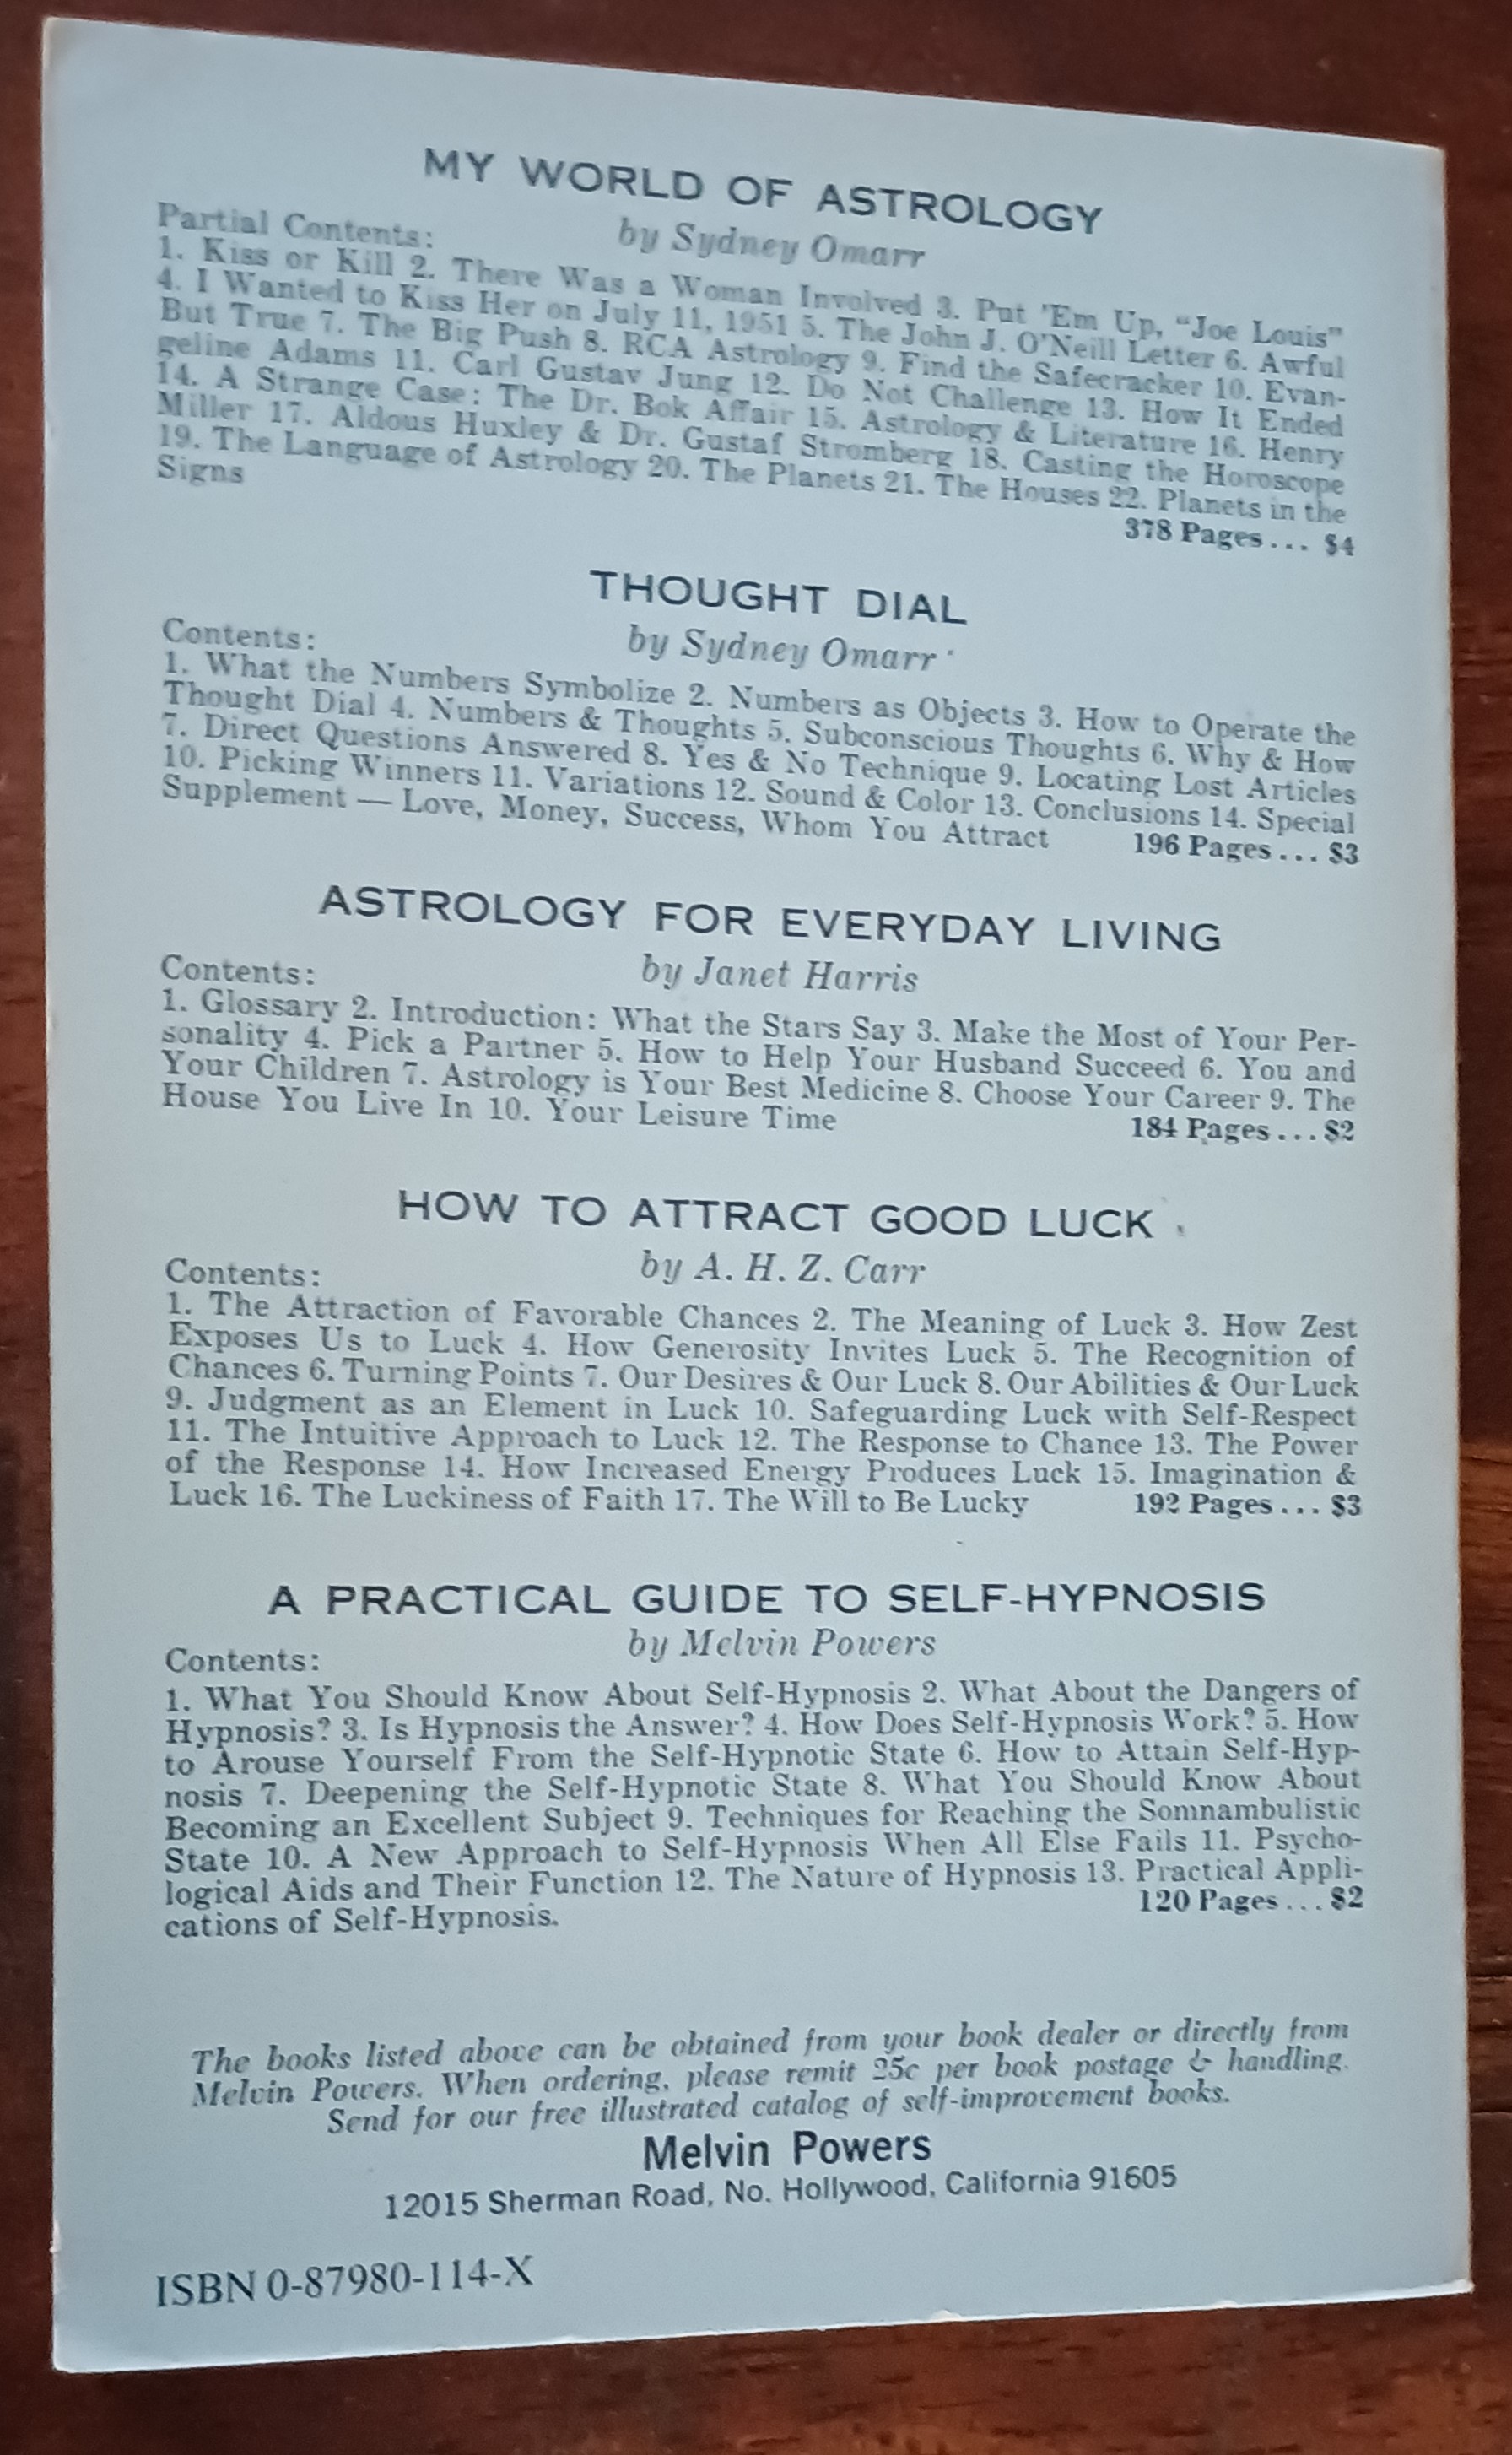 MY WORLD OF ASTROLOGY
by Sydney Omarr
Partial Contents:
1. Kiss or Kill 2. There Was a Woman Involved 3. Put 'Em Up, "Joe Louis"
4. I Wanted to Kiss Her on July 11, 1951 5. The John J. O'Neill Letter 6. Awful
But True 7. The Big Push 8. RCA Astrology 9. Find the Safecracker 10. Evan-
geline Adams 11. Carl Gustav Jung 12. Do Not Challenge 13. How It Ended
14. A Strange Case: The Dr. Bok Affair 15. Astrology & Literature 16. Henry
Miller 17. Aldous Huxley & Dr. Gustaf Stromberg 18. Casting the Horoscope
19. The Language of Astrology 20. The Planets 21. The Houses 22. Planets in the
Signs
378 Pages... $4
THOUGHT DIAL
by Sydney Omarr
Contents:
1. What the Numbers Symbolize 2. Numbers as Objects 3. How to Operate the
Thought Dial 4. Numbers & Thoughts 5. Subconscious Thoughts 6. Why & How
7. Direct Questions Answered 8. Yes & No Technique 9. Locating Lost Articles
10. Picking Winners 11. Variations 12. Sound & Color 13. Conclusions 14. Special
Supplement — Love, Money, Success, Whom You Attract 196 Pages... $3
ASTROLOGY FOR EVERYDAY LIVING
by Janet Harris
Contents:
1. Glossary 2. Introduction: What the Stars Say 3. Make the Most of Your Per-
sonality 4. Pick a Partner 5. How to Help Your Husband Succeed 6. You and
Your Children 7. Astrology is Your Best Medicine 8. Choose Your Career 9. The
House You Live In 10. Your Leisure Time 184 Pages...$2
HOW TO ATTRACT GOOD LUCK
by A. H. Z. Carr
Contents:
1. The Attraction of Favorable Chances 2. The Meaning of Luck 3. How Zest
Exposes Us to Luck 4. How Generosity Invites Luck 5. The Recognition of
Chances 6. Turning Points 7. Our Desires & Our Luck 8. Our Abilities & Our Luck
9. Judgment as an Element in Luck 10. Safeguarding Luck with Self-Respect
11. The Intuitive Approach to Luck 12. The Response to Chance 13. The Power
of the Response 14. How Increased Energy Produces Luck 15. Imagination &
Luck 16. The Luckiness of Faith 17. The Will to Be Lucky 192 Pages... $3
A PRACTICAL GUIDE TO SELF-HYPNOSIS
by Melvin Powers
Contents:
1. What You Should Know About Self-Hypnosis 2. What About the Dangers of
Hypnosis? 3. Is Hypnosis the Answer? 4. How Does Self-Hypnosis Work? 5. How
to Arouse Yourself From the Self-Hypnotic State 6. How to Attain Self-Hyp-
nosis 7. Deepening the Self-Hypnotic State 8. What You Should Know About
Becoming an Excellent Subject 9. Techniques for Reaching the Somnambulistic
State 10. A New Approach to Self-Hypnosis When All Else Fails 11. Psycho-
logical Aids and Their Function 12. The Nature of Hypnosis 13. Practical Appli-
cations of Self-Hypnosis. 120 Pages...$2
The books listed above can be obtained from your book dealer or directly from
Melvin Powers. When ordering, please remit 25c per book postage & handling.
Send for our free illustrated catalog of self-improvement books.
Melvin Powers
12015 Sherman Road, No. Hollywood, California 91605
ISBN 0-87980-114-X